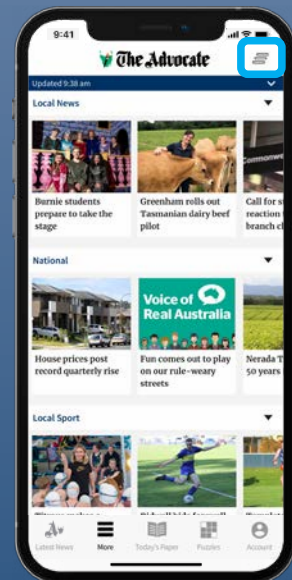 9:41
The Advocate
Updated 9:38 am
Local News
Burnie students
prepare to take the
stage
Greenham rolls out
Tasmanian dairy beef
pilot
Call for
reaction
branch cl
National
Voice of
Real Australia
House prices post
record quarterly rise
Fun comes out to play
on our rule-weary
streets
Nerada T
50 years
Local Sport
Latest News
More
Today's Paper
Puzzles
Account